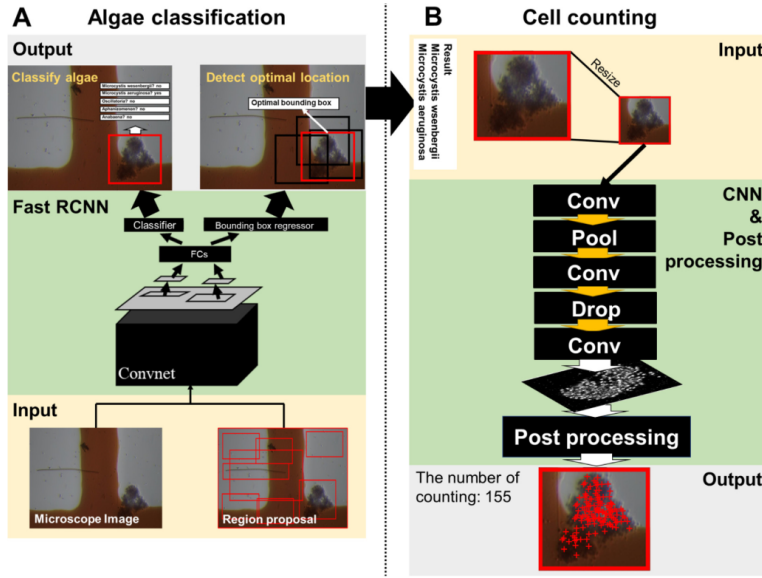 A
Algae classification
Output
Classify algae
Microcystis wesenbergii? no
Microcystis aeruginosa? yes
Oscillatoria? no
Aphanizomenon? no
Anabaena? no
Detect optimal location
Optimal bounding box
Fast RCNN
Classifier
Bounding box regressor
FCs
Convnet
Input
Microscope Image
Region proposal
B
Cell counting
Input
Result
Microcystis wsenbergii
Microcystis aeruginosa
Resize
CNN
&
Post
processing
Conv
Pool
Conv
Drop
Conv
Post processing
The number of
counting: 155
Output